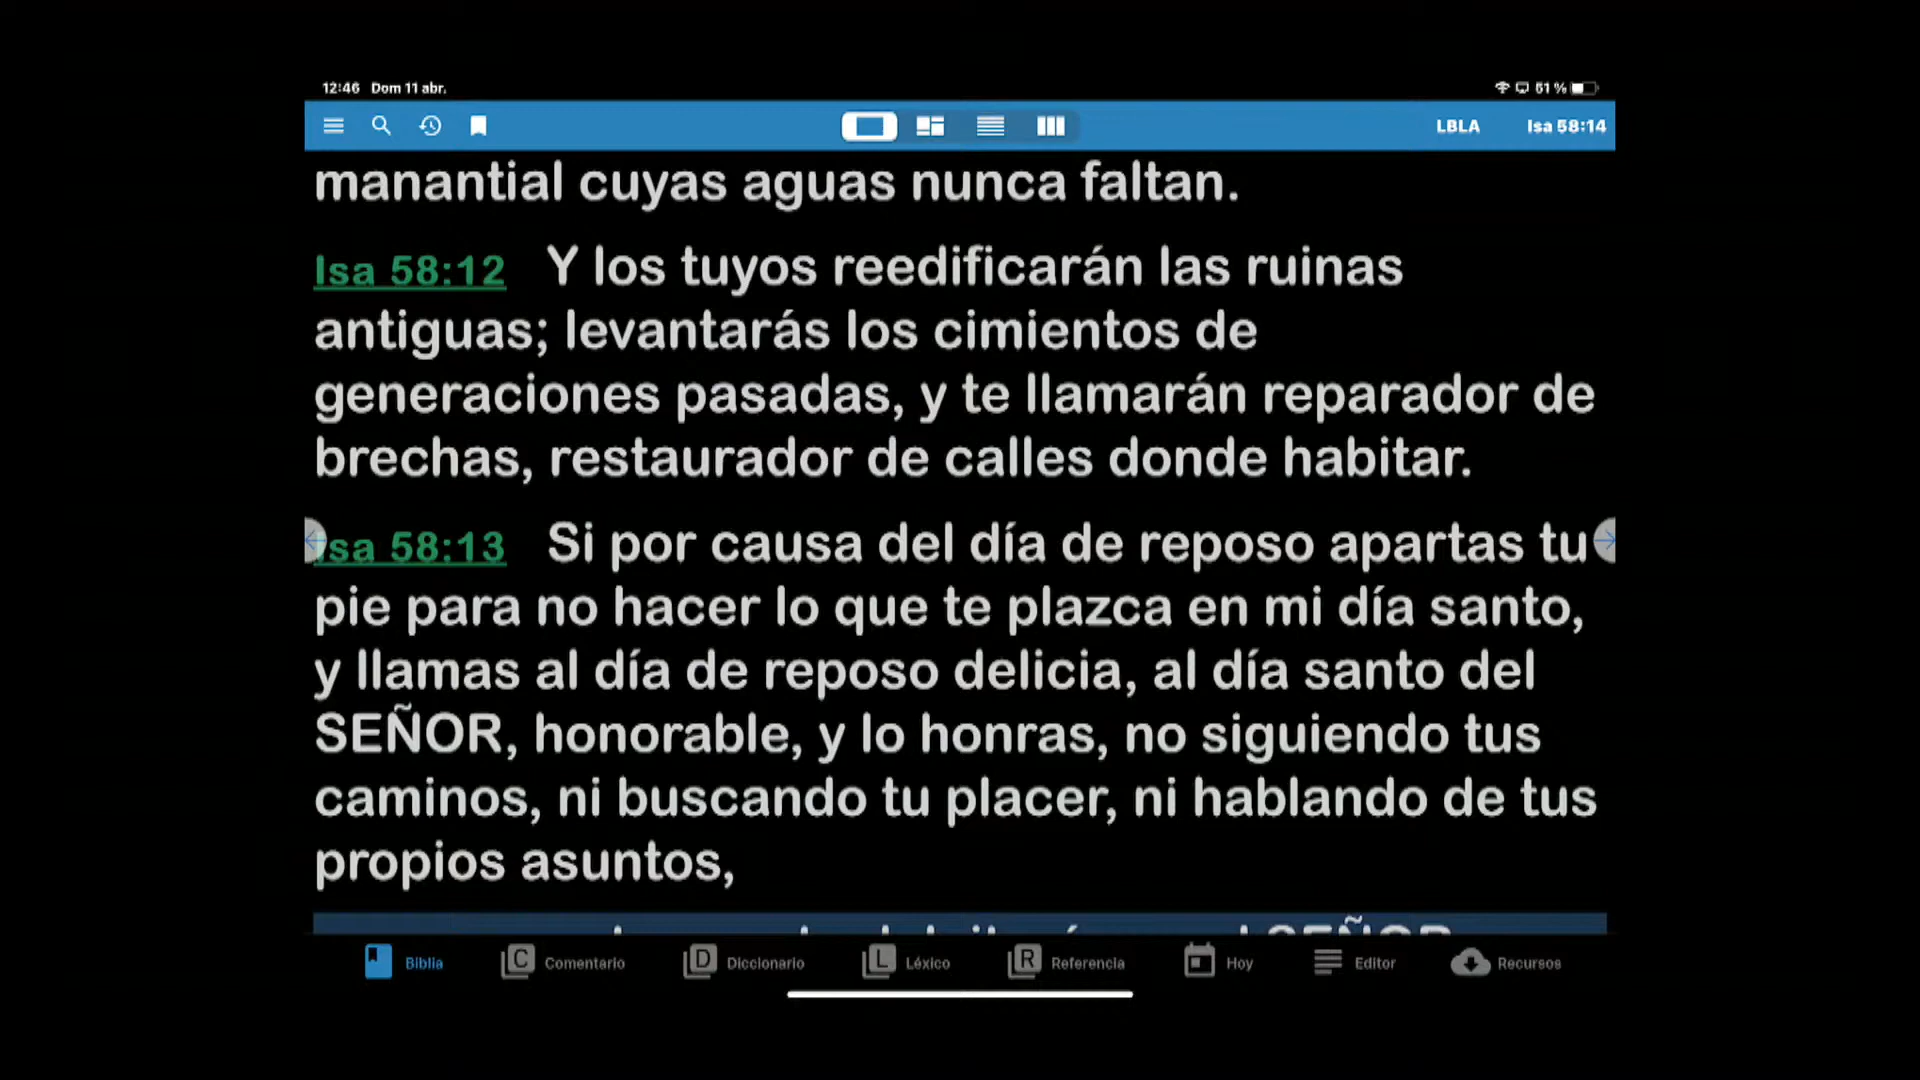 12:46 Dom 11 abr.
51 %
LBLA Isa 58:14
manantial cuyas aguas nunca faltan.
Isa 58:12 Y los tuyos reedificarán las ruinas
antiguas; levantarás los cimientos de
generaciones pasadas, y te llamarán reparador de
brechas, restaurador de calles donde habitar.
Isa 58:13 Si por causa del día de reposo apartas tu
pie para no hacer lo que te plazca en mi día santo,
y llamas al día de reposo delicia, al día santo del
SEÑOR, honorable, y lo honras, no siguiendo tus
caminos, ni buscando tu placer, ni hablando de tus
propios asuntos,
SEÑOR
Biblia C Comentario D Diccionario L Léxico R Referencia Hoy Editor Recursos